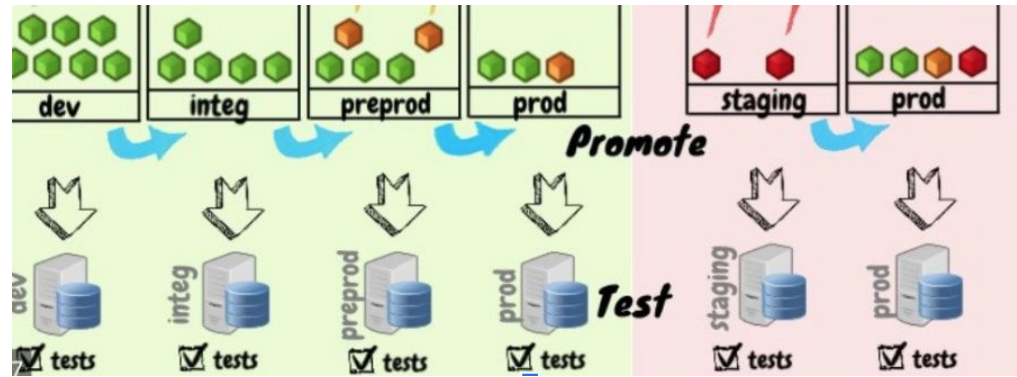 dev integ preprod prod staging prod
Promote
dev integ preprod prod Test staging prod
tests tests tests tests tests tests